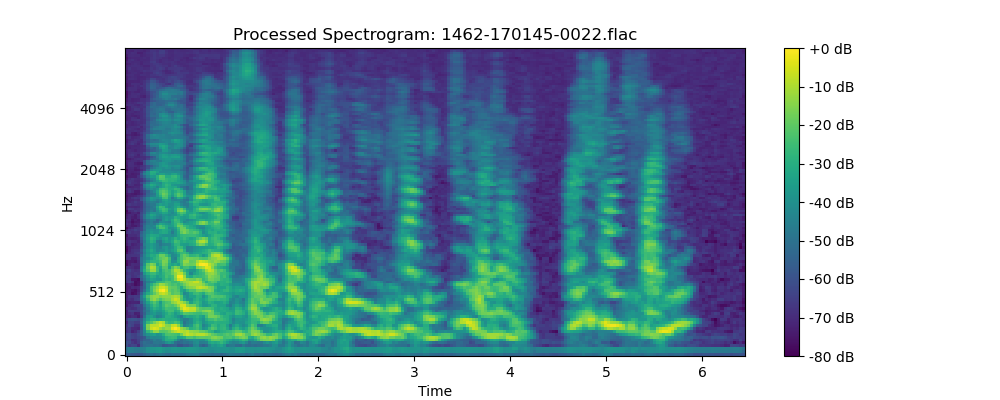 Processed Spectrogram: 1462-170145-0022.flac
+0 dB
-10 dB
-20 dB
-30 dB
-40 dB
-50 dB
-60 dB
-70 dB
-80 dB
Hz
4096
2048
1024
512
0
0 1 2 3 4 5 6
Time